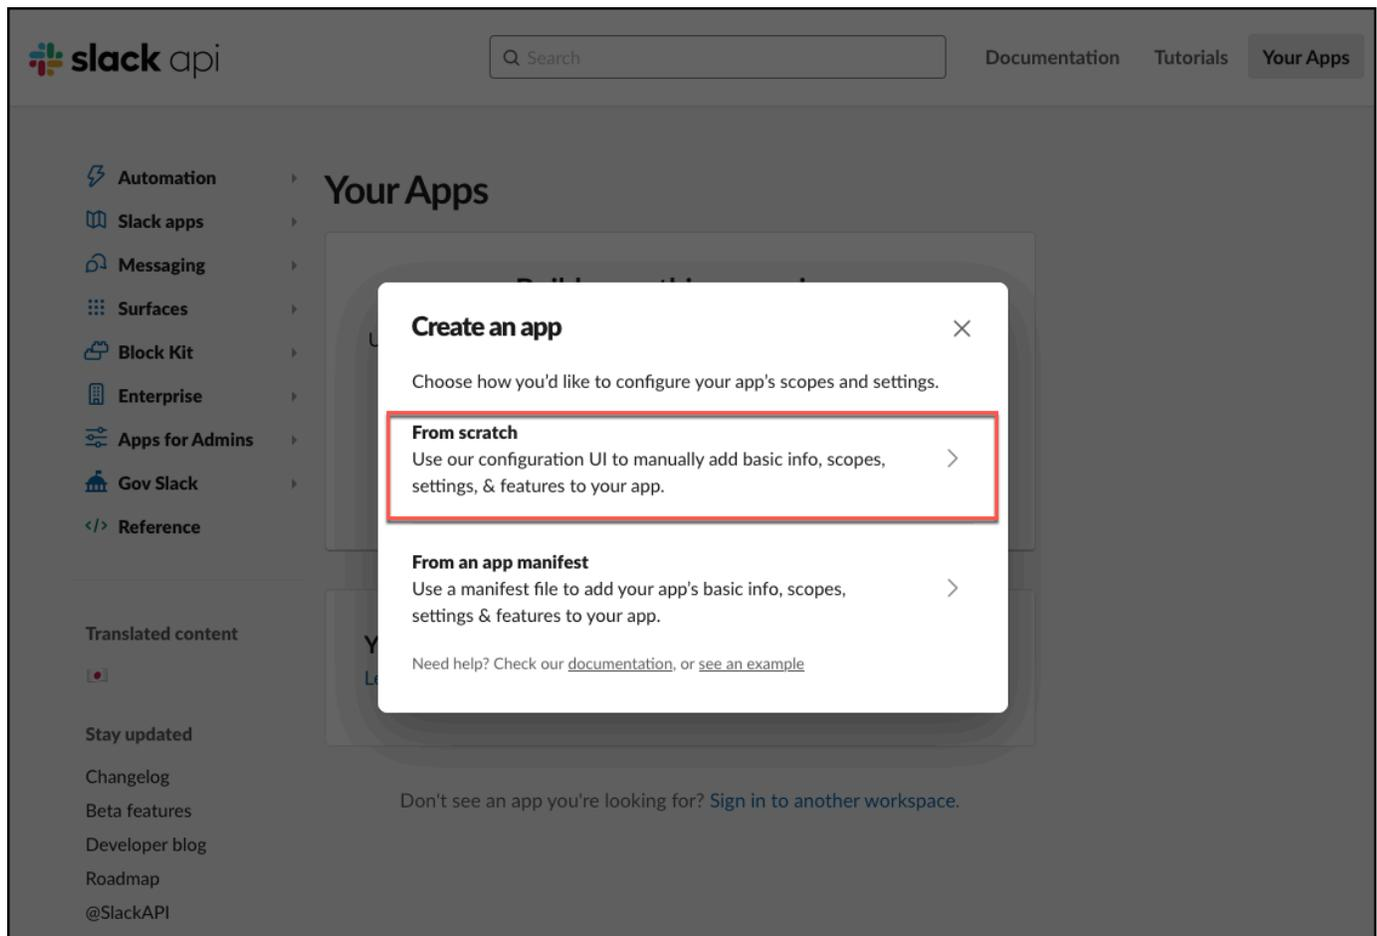 slack api
Search
Documentation
Tutorials
Your Apps
Automation
Slack apps
Messaging
Surfaces
Block Kit
Enterprise
Apps for Admins
Gov Slack
Reference
Translated content
Stay updated
Changelog
Beta features
Developer blog
Roadmap
@SlackAPI
Your Apps
Create an app
Choose how you'd like to configure your app's scopes and settings.
From scratch
Use our configuration UI to manually add basic info, scopes,
settings, & features to your app.
From an app manifest
Use a manifest file to add your app's basic info, scopes,
settings & features to your app.
Need help? Check our documentation, or see an example
Don't see an app you're looking for? Sign in to another workspace.